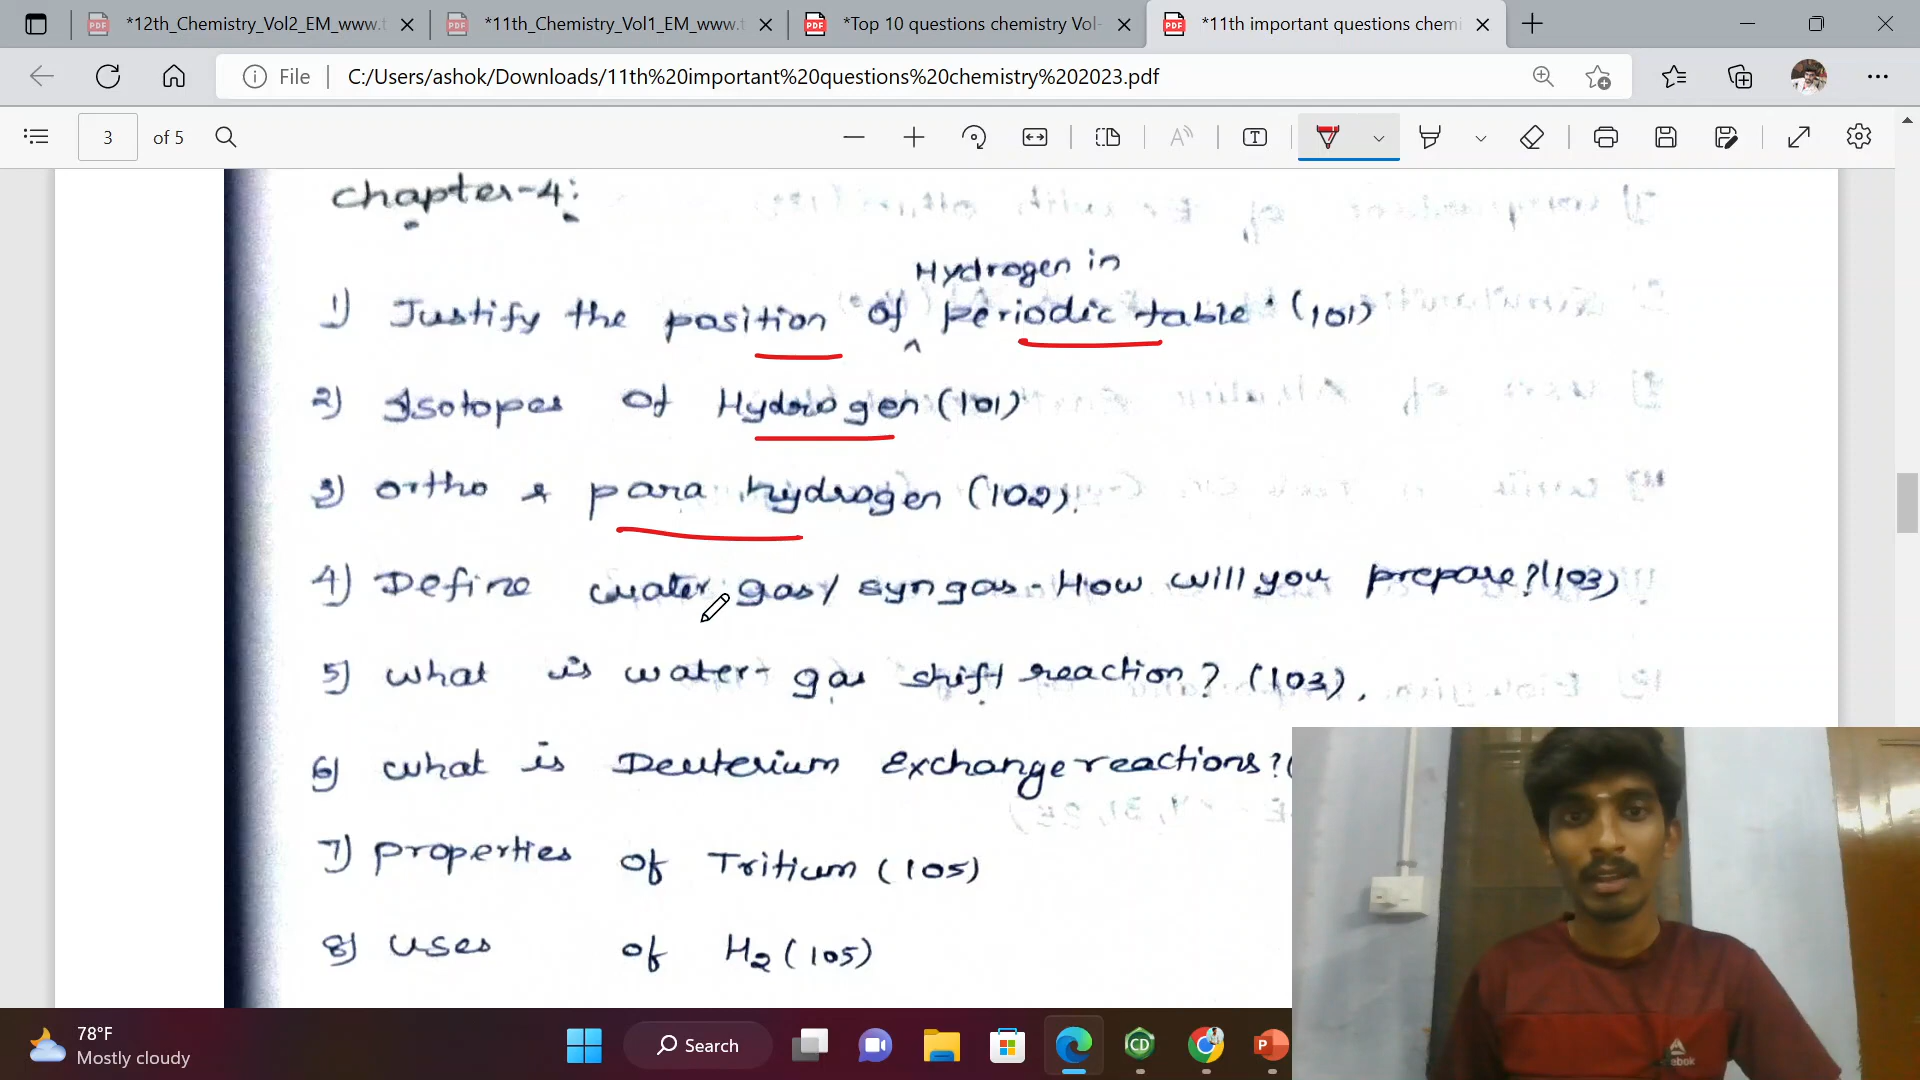 *12th_Chemistry_Vol2_EM_www.t
*11th_Chemistry_Vol1_EM_www.t
*Top 10 questions chemistry Vol-
*11th important questions chemi
File
C:/Users/ashok/Downloads/11th%20important%20questions%20chemistry%202023.pdf
3 of 5
Chapter-4:
Hydrogen in
1) Justify the position of ^ periodic table. (101)
2) Isotopes of Hydrogen (101)
3) ortho & para hydrogen (102).
4) Define water gas/ syngas - How will you prepare? (103)
5) what is water-gas shift reaction? (103).
6) what is Deuterium Exchange reactions? (
7) properties of Tritium (105)
8) uses of H2 (105)
78°F
Mostly cloudy
Search
CD
P